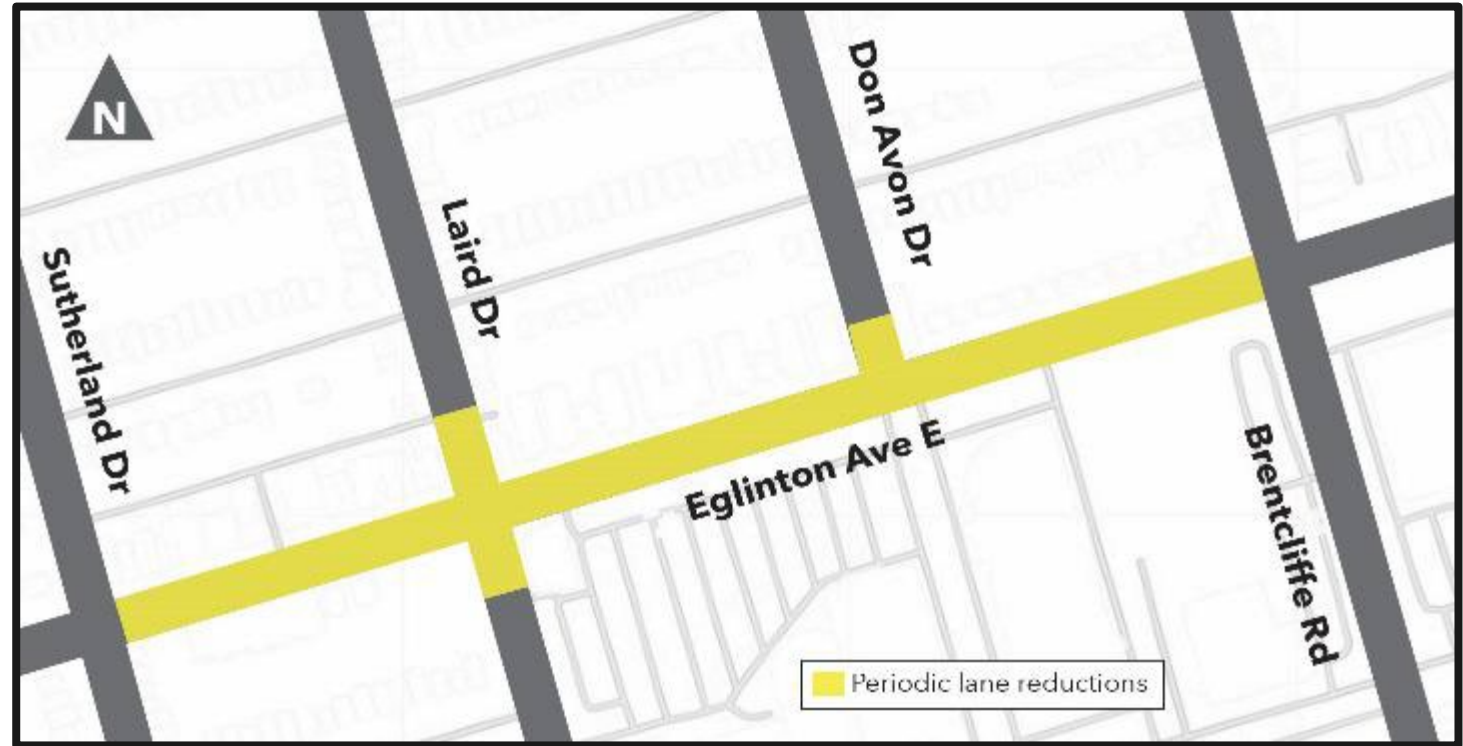 N
Sutherland Dr
Laird Dr
Don Avon Dr
Eglinton Ave E
Brentcliffe Rd
Periodic lane reductions